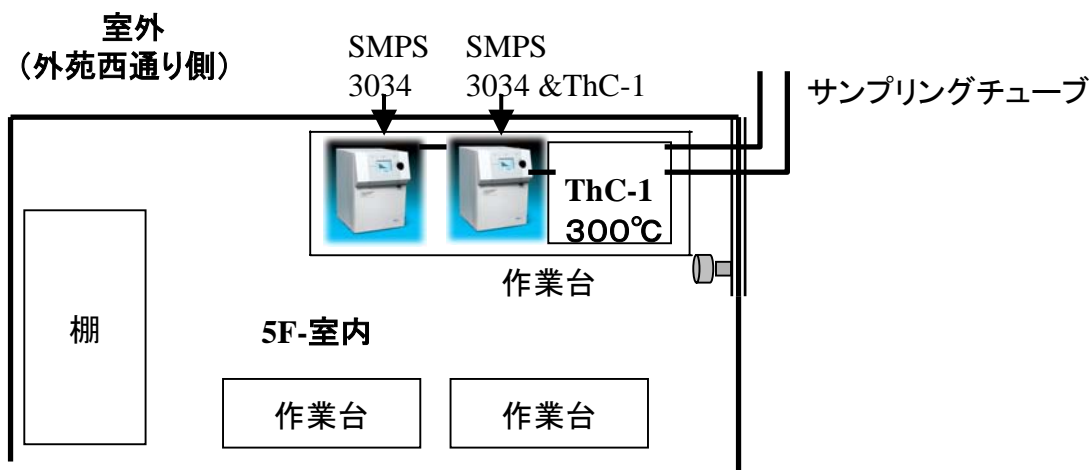 室外
（外苑西通り側）
SMPS
3034
SMPS
3034 &ThC-1
サンプリングチューブ
ThC-1
300℃
作業台
棚
5F-室内
作業台
作業台